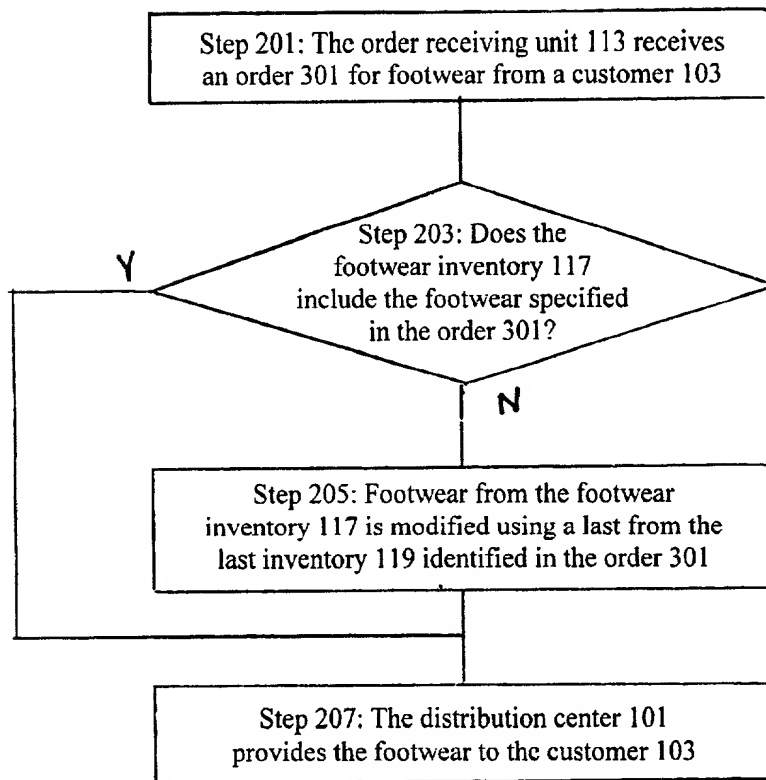 Step 201: The order receiving unit 113 receives
an order 301 for footwear from a customer 103
Step 203: Does the
footwear inventory 117
include the footwear specified
in the order 301?
Y
N
Step 205: Footwear from the footwear
inventory 117 is modified using a last from the
last inventory 119 identified in the order 301
Step 207: The distribution center 101
provides the footwear to the customer 103